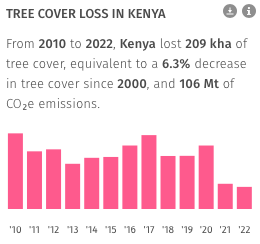 TREE COVER LOSS IN KENYA
From 2010 to 2022, Kenya lost 209 kha of
tree cover, equivalent to a 6.3% decrease
in tree cover since 2000, and 106 Mt of
CO₂e emissions.
'10 '11 '12 '13 '14 '15 '16 '17 '18 '19 '20 '21 '22